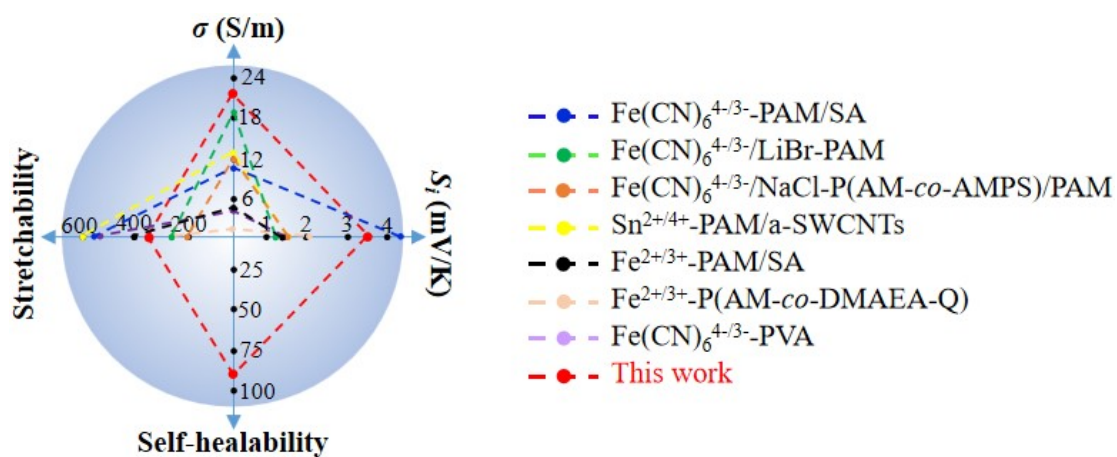 σ (S/m)
24
18
12
6
600 400 200
1 2 3 4
Stretchability
Sᵢ (mV/K)
25
50
75
100
Self-healability
Fe(CN)₆⁴⁻/³⁻-PAM/SA
Fe(CN)₆⁴⁻/³⁻/LiBr-PAM
Fe(CN)₆⁴⁻/³⁻/NaCl-P(AM-co-AMPS)/PAM
Sn²⁺/⁴⁺-PAM/a-SWCNTs
Fe²⁺/³⁺-PAM/SA
Fe²⁺/³⁺-P(AM-co-DMAEA-Q)
Fe(CN)₆⁴⁻/³⁻-PVA
This work